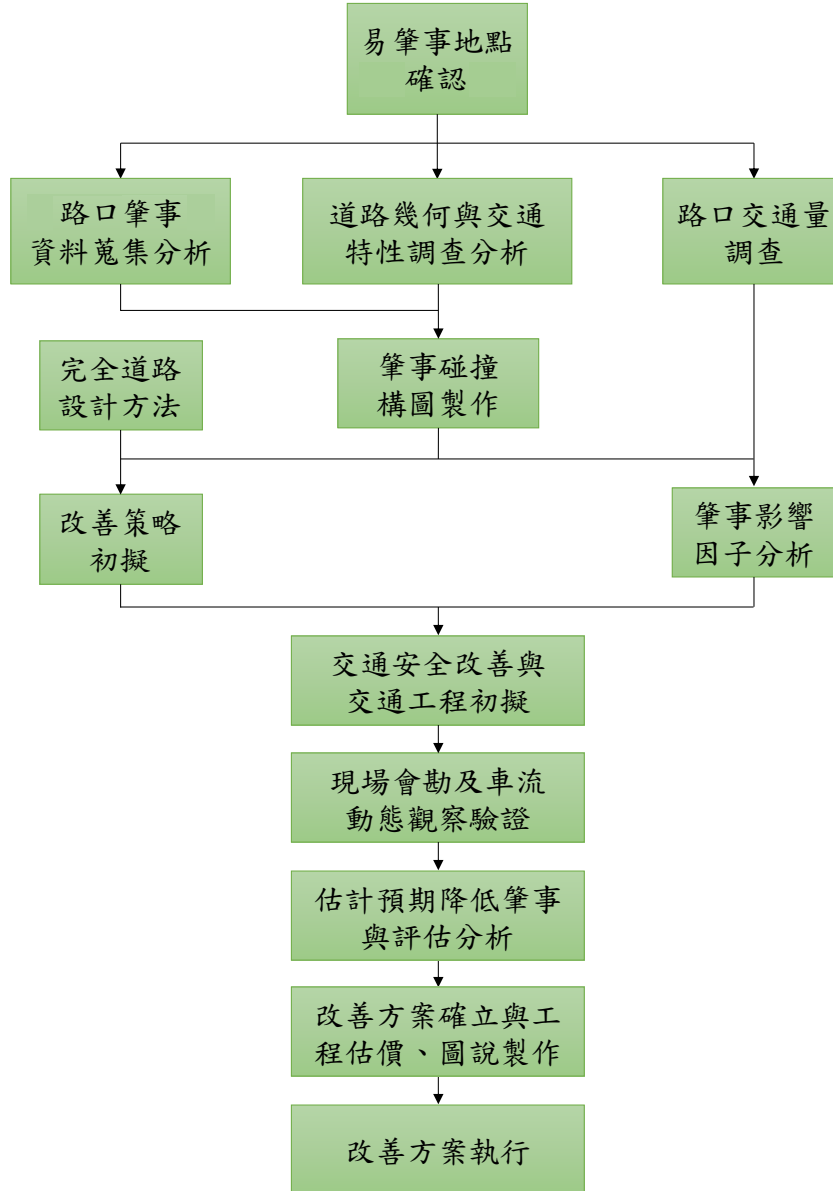 易肇事地點
確認
路口肇事
資料蒐集分析
道路幾何與交通
特性調查分析
路口交通量
調查
完全道路
設計方法
肇事碰撞
構圖製作
改善策略
初擬
肇事影響
因子分析
交通安全改善與
交通工程初擬
現場會勘及車流
動態觀察驗證
估計預期降低肇事
與評估分析
改善方案確立與工
程估價、圖說製作
改善方案執行